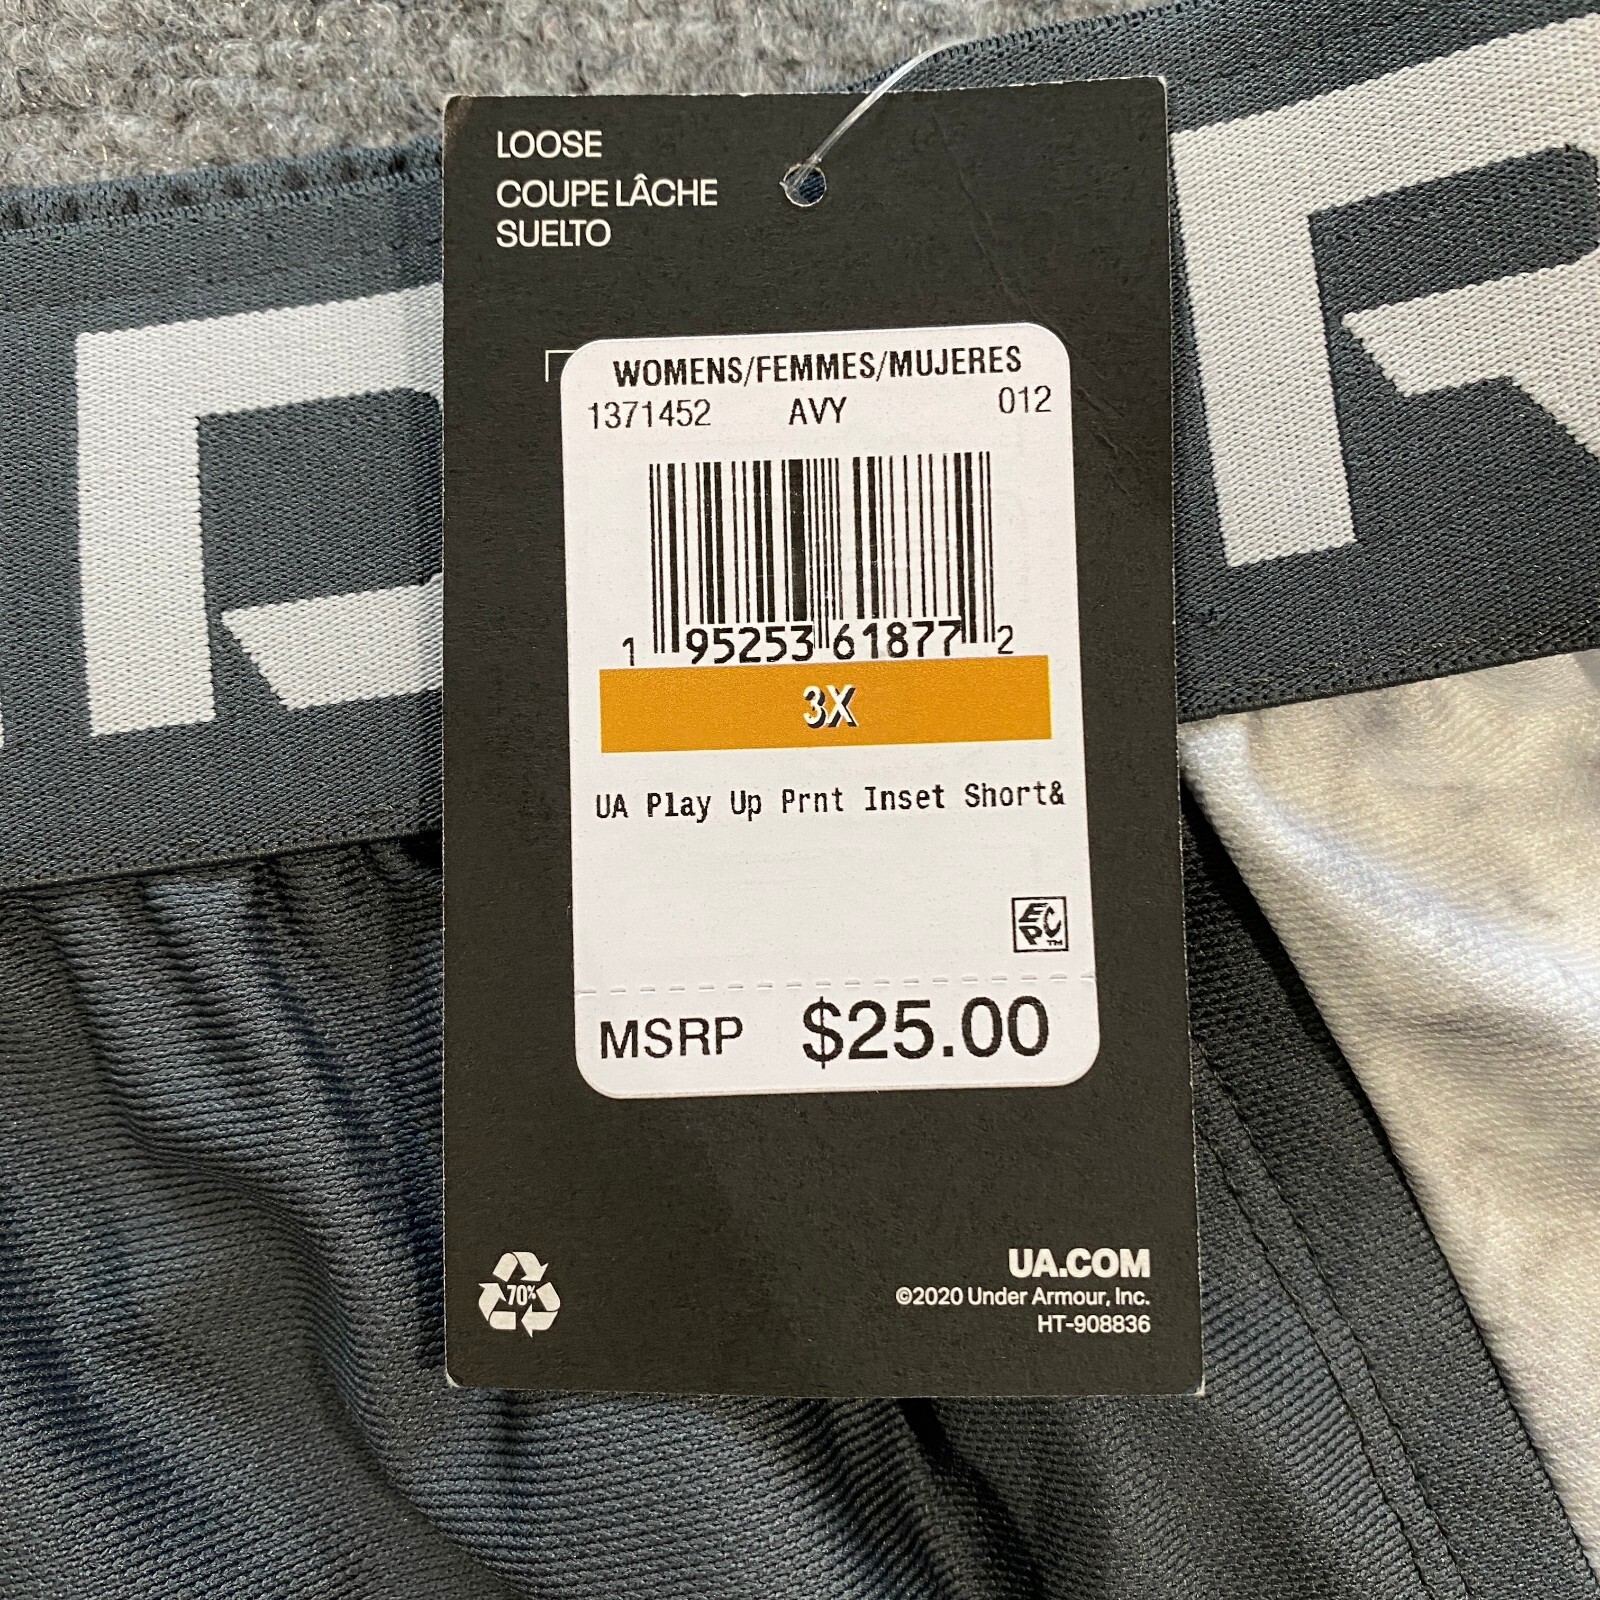 LOOSE
COUPE LÂCHE
SUELTO
WOMENS/FEMMES/MUJERES
1371452 AVY 012
1 95253 61877 2
3X
UA Play Up Prnt Inset Short&
EPC™
MSRP $25.00
70%
UA.COM
©2020 Under Armour, Inc.
HT-908836
R
R